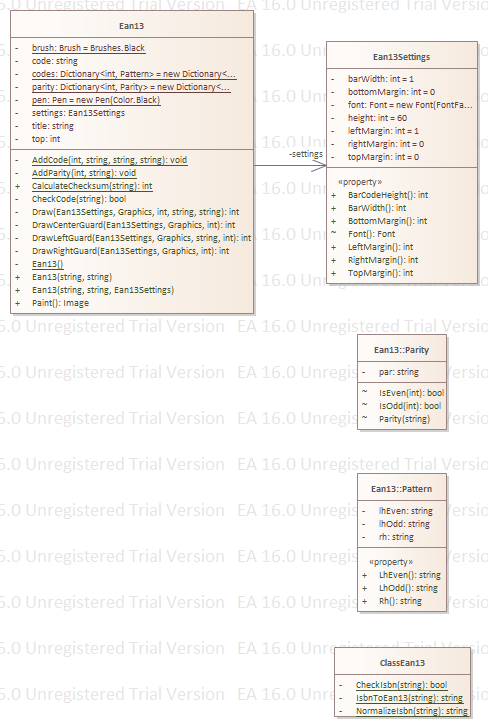 Ean13
- brush: Brush = Brushes.Black
- code: string
- codes: Dictionary<int, Pattern> = new Dictionary<...
- parity: Dictionary<int, Parity> = new Dictionary<...
- pen: Pen = new Pen(Color.Black)
- settings: Ean13Settings
- title: string
- top: int
- AddCode(int, string, string, string): void
- AddParity(int, string): void
+ CalculateChecksum(string): int
- CheckCode(string): bool
- Draw(Ean13Settings, Graphics, int, string, string): int
- DrawCenterGuard(Ean13Settings, Graphics, int): int
- DrawLeftGuard(Ean13Settings, Graphics, string, int): int
- DrawRightGuard(Ean13Settings, Graphics, int): int
- Ean13()
+ Ean13(string, string)
+ Ean13(string, string, Ean13Settings)
+ Paint(): Image
-settings
Ean13Settings
- barWidth: int = 1
- bottomMargin: int = 0
- font: Font = new Font(FontFa...
- height: int = 60
- leftMargin: int = 1
- rightMargin: int = 0
- topMargin: int = 0
«property»
+ BarCodeHeight(): int
+ BarWidth(): int
+ BottomMargin(): int
~ Font(): Font
+ LeftMargin(): int
+ RightMargin(): int
+ TopMargin(): int
Ean13::Parity
- par: string
~ IsEven(int): bool
~ IsOdd(int): bool
~ Parity(string)
Ean13::Pattern
- lhEven: string
- lhOdd: string
- rh: string
«property»
+ LhEven(): string
+ LhOdd(): string
+ Rh(): string
ClassEan13
- CheckIsbn(string): bool
- IsbnToEan13(string): string
- NormalizeIsbn(string): string
EA 16.0 Unregistered Trial Version